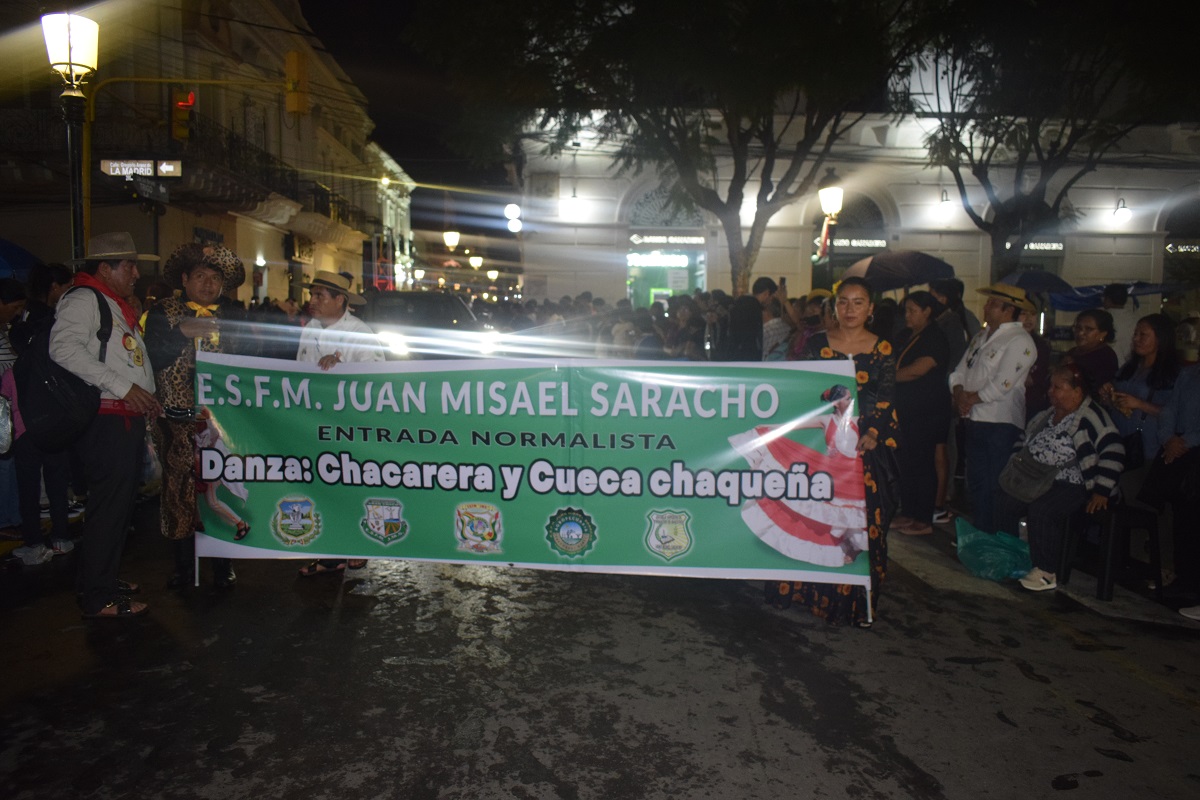 LA MADRID
E.S.F.M. JUAN MISAEL SARACHO
ENTRADA NORMALISTA
Danza: Chacarera y Cueca chaqueña